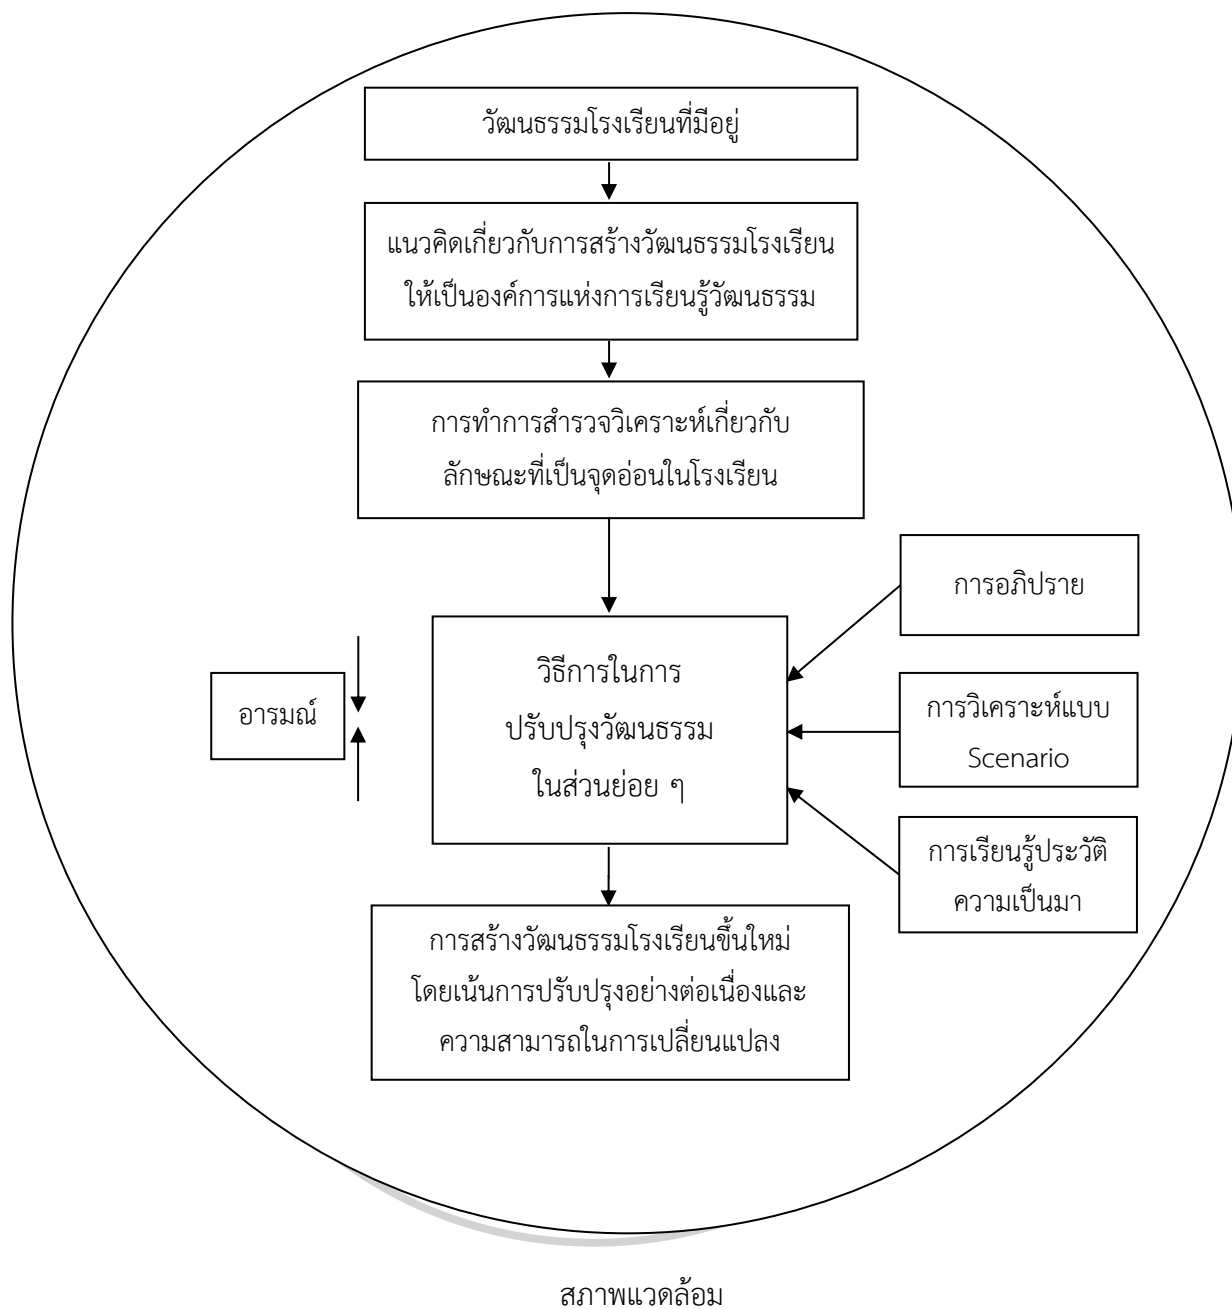 วัฒนธรรมโรงเรียนที่มีอยู่
แนวคิดเกี่ยวกับการสร้างวัฒนธรรมโรงเรียน
ให้เป็นองค์การแห่งการเรียนรู้วัฒนธรรม
การทำการสำรวจวิเคราะห์เกี่ยวกับ
ลักษณะที่เป็นจุดอ่อนในโรงเรียน
การอภิปราย
วิธีการในการ
ปรับปรุงวัฒนธรรม
ในส่วนย่อย ๆ
อารมณ์
การวิเคราะห์แบบ
Scenario
การเรียนรู้ประวัติ
ความเป็นมา
การสร้างวัฒนธรรมโรงเรียนขึ้นใหม่
โดยเน้นการปรับปรุงอย่างต่อเนื่องและ
ความสามารถในการเปลี่ยนแปลง
สภาพแวดล้อม